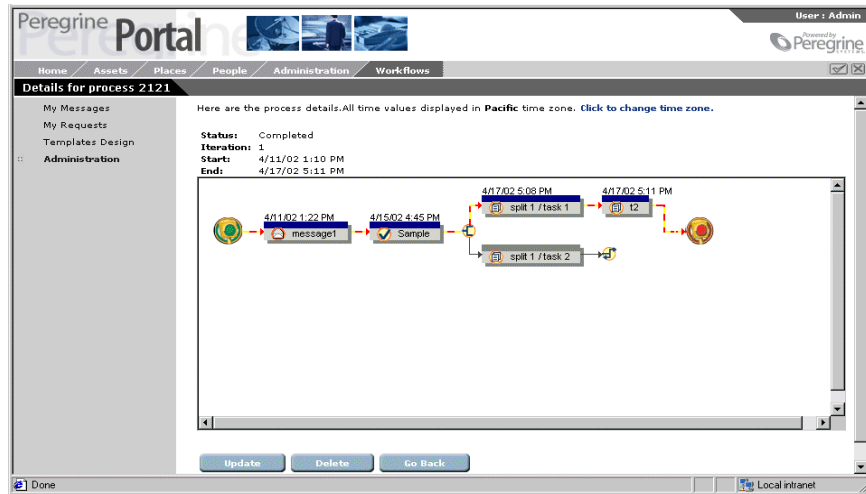 User : Admin
Peregrine Portal
Powered by
Peregrine
SYSTEMS
Home Assets Places People Administration Workflows
Details for process 2121
My Messages
My Requests
Templates Design
Administration
Here are the process details.All time values displayed in Pacific time zone. Click to change time zone.
Status: Completed
Iteration: 1
Start: 4/11/02 1:10 PM
End: 4/17/02 5:11 PM
4/17/02 5:08 PM 4/17/02 5:11 PM
split 1 / task 1 t2
4/11/02 1:22 PM 4/15/02 4:45 PM
message1 Sample
split 1 / task 2
Update Delete Go Back
Done Local intranet